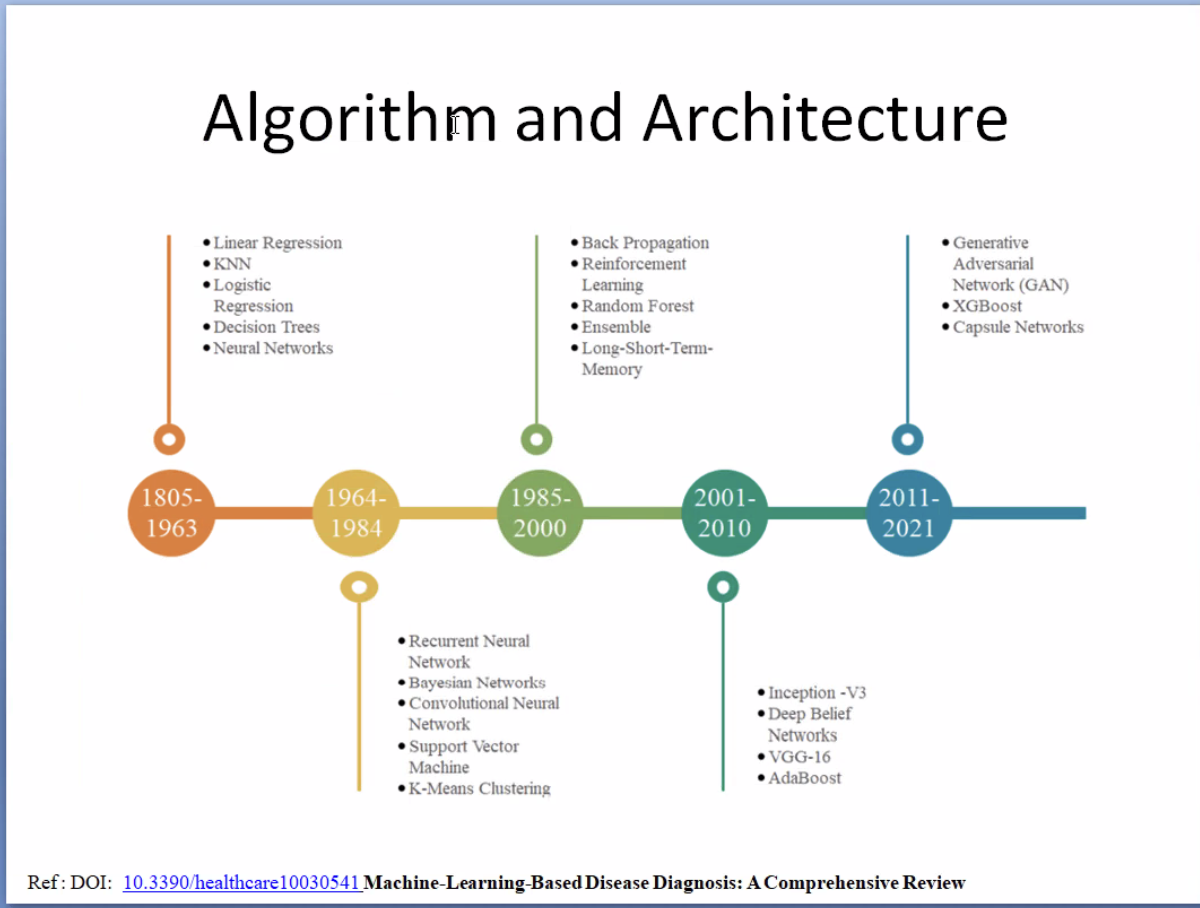 Algorithm and Architecture
• Linear Regression
• KNN
• Logistic
Regression
• Decision Trees
• Neural Networks
• Back Propagation
• Reinforcement
Learning
• Random Forest
• Ensemble
• Long-Short-Term-
Memory
• Generative
Adversarial
Network (GAN)
• XGBoost
• Capsule Networks
1805-
1963
1964-
1984
1985-
2000
2001-
2010
2011-
2021
• Recurrent Neural
Network
• Bayesian Networks
• Convolutional Neural
Network
• Support Vector
Machine
• K-Means Clustering
• Inception -V3
• Deep Belief
Networks
• VGG-16
• AdaBoost
Ref : DOI: 10.3390/healthcare10030541 Machine-Learning-Based Disease Diagnosis: A Comprehensive Review